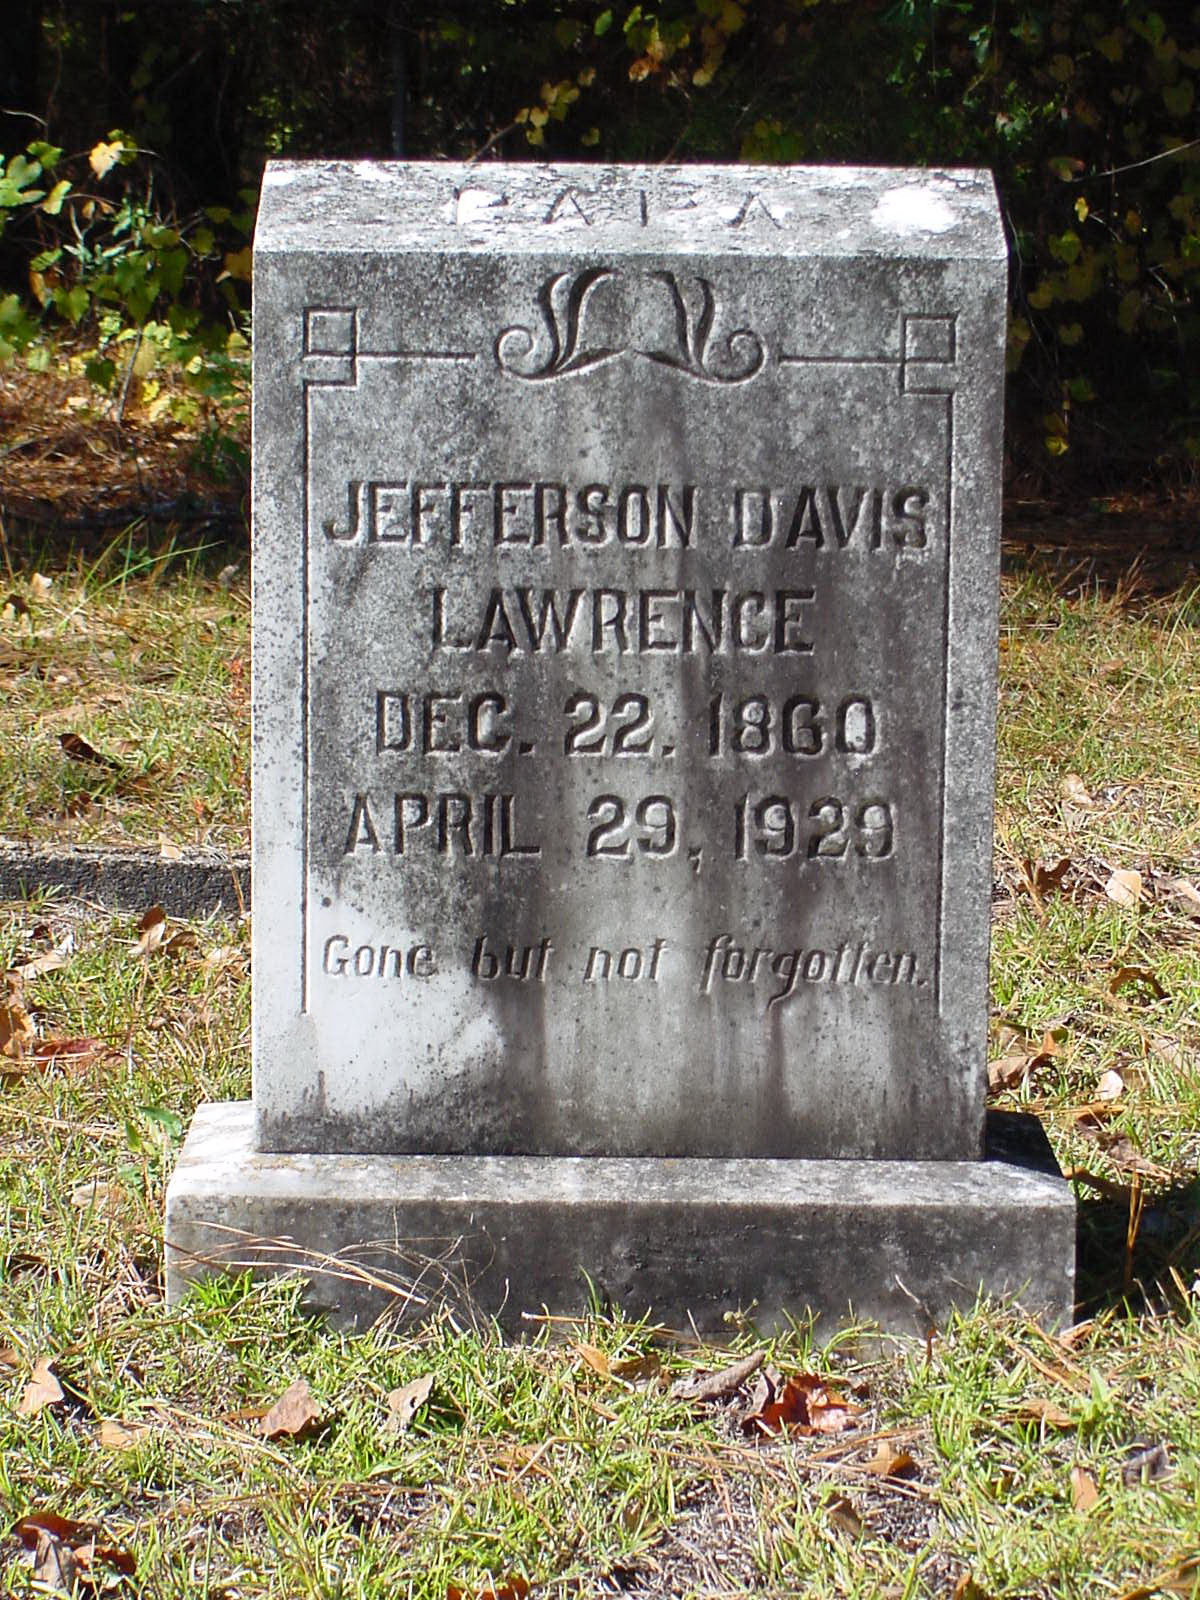 PAPA
JEFFERSON DAVIS
LAWRENCE
DEC. 22. 1860
APRIL 29, 1929
Gone but not forgotten.